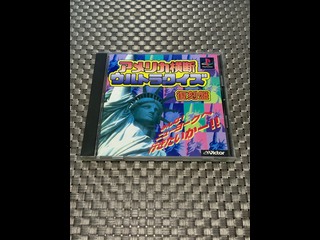 アメリカ横断
ウルトラクイズ
ニューヨークへ
行きたいかー!!
Victor